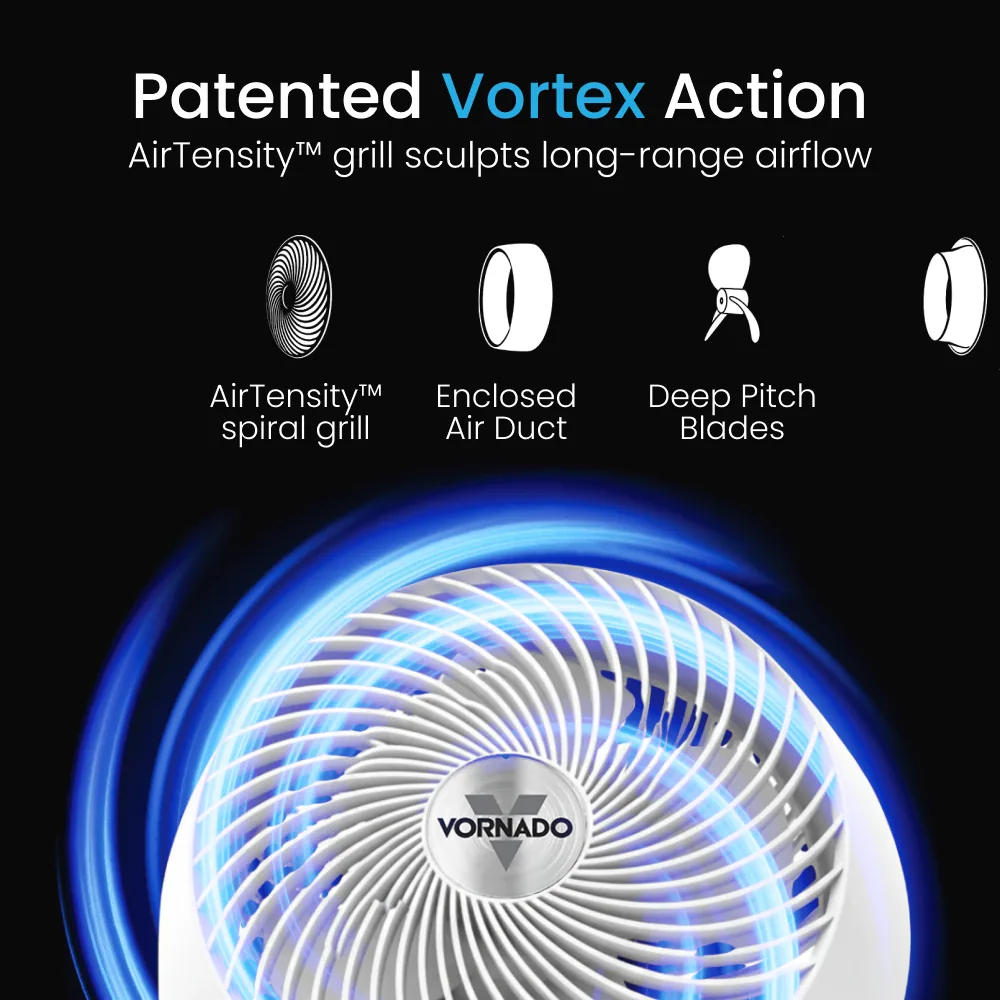 Patented Vortex Action
AirTensity™ grill sculpts long-range airflow
AirTensity™
spiral grill
Enclosed
Air Duct
Deep Pitch
Blades
VORNADO